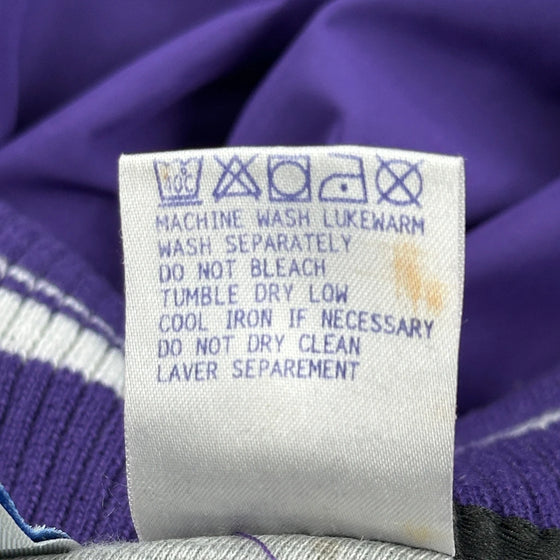 MACHINE WASH LUKEWARM
WASH SEPARATELY
DO NOT BLEACH
TUMBLE DRY LOW
COOL IRON IF NECESSARY
DO NOT DRY CLEAN
LAVER SEPAREMENT